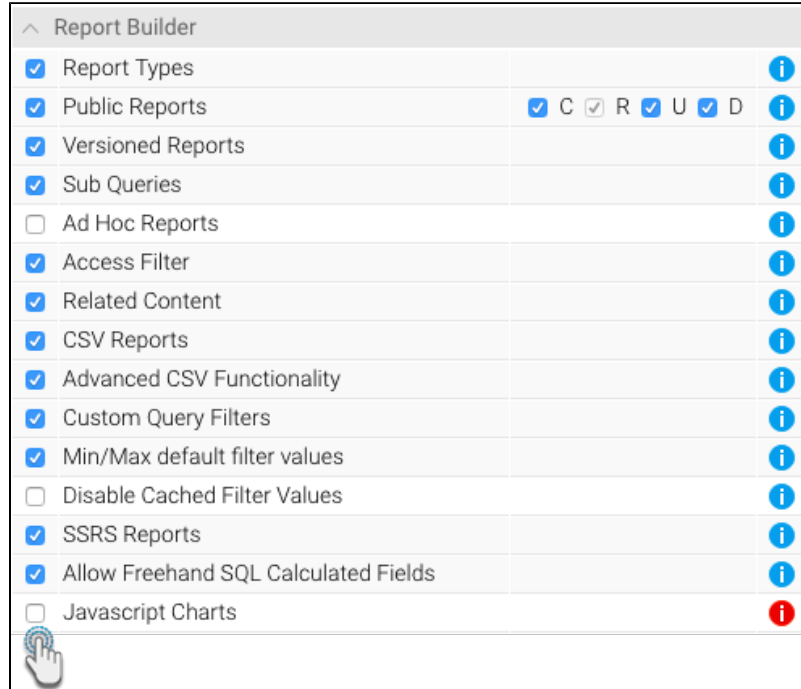 Report Builder
Report Types
Public Reports C R U D
Versioned Reports
Sub Queries
Ad Hoc Reports
Access Filter
Related Content
CSV Reports
Advanced CSV Functionality
Custom Query Filters
Min/Max default filter values
Disable Cached Filter Values
SSRS Reports
Allow Freehand SQL Calculated Fields
Javascript Charts